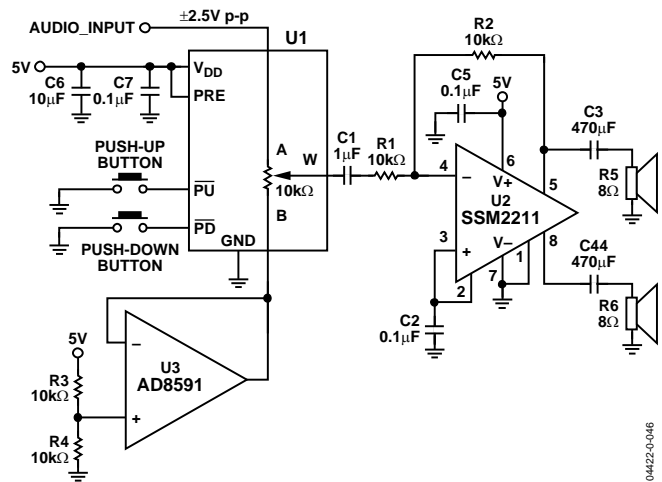 ±2.5V p-p
AUDIO_INPUT
U1
5V
C6
10µF
C7
0.1µF
VDD
PRE
PUSH-UP
BUTTON
PU
PD
PUSH-DOWN
BUTTON
GND
A
W
10kΩ
B
C1
1µF
R1
10kΩ
R2
10kΩ
C5
0.1µF
5V
6
4
–
V+
U2
SSM2211
5
3
+
V–
8
7
1
2
C2
0.1µF
C3
470µF
R5
8Ω
C44
470µF
R6
8Ω
–
U3
AD8591
+
5V
R3
10kΩ
R4
10kΩ
04422-0-046